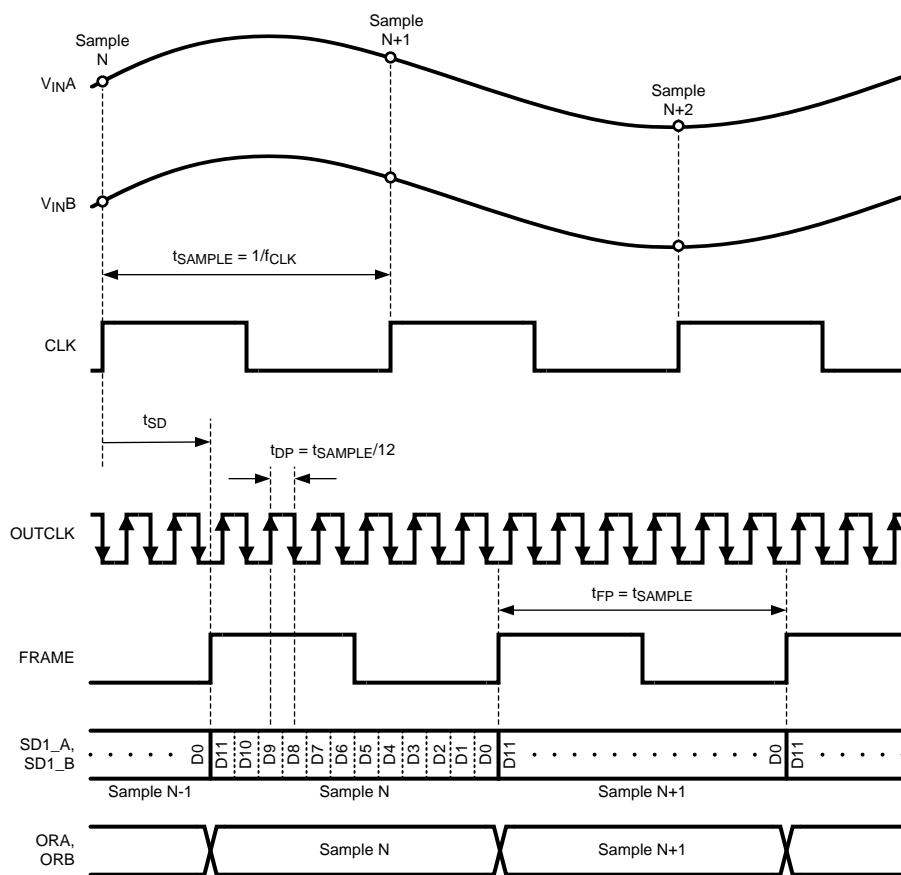 Sample
N
Sample
N+1
Sample
N+2
VINA
VINB
tSAMPLE = 1/fCLK
CLK
tSD
tDP = tSAMPLE/12
OUTCLK
tFP = tSAMPLE
FRAME
SD1_A,
SD1_B
. . . . . D0 D11 D10 D9 D8 D7 D6 D5 D4 D3 D2 D1 D0 D11 . . . . . . . . . . . . . D0 D11 . . . . . .
Sample N-1
Sample N
Sample N+1
ORA,
ORB
Sample N
Sample N+1